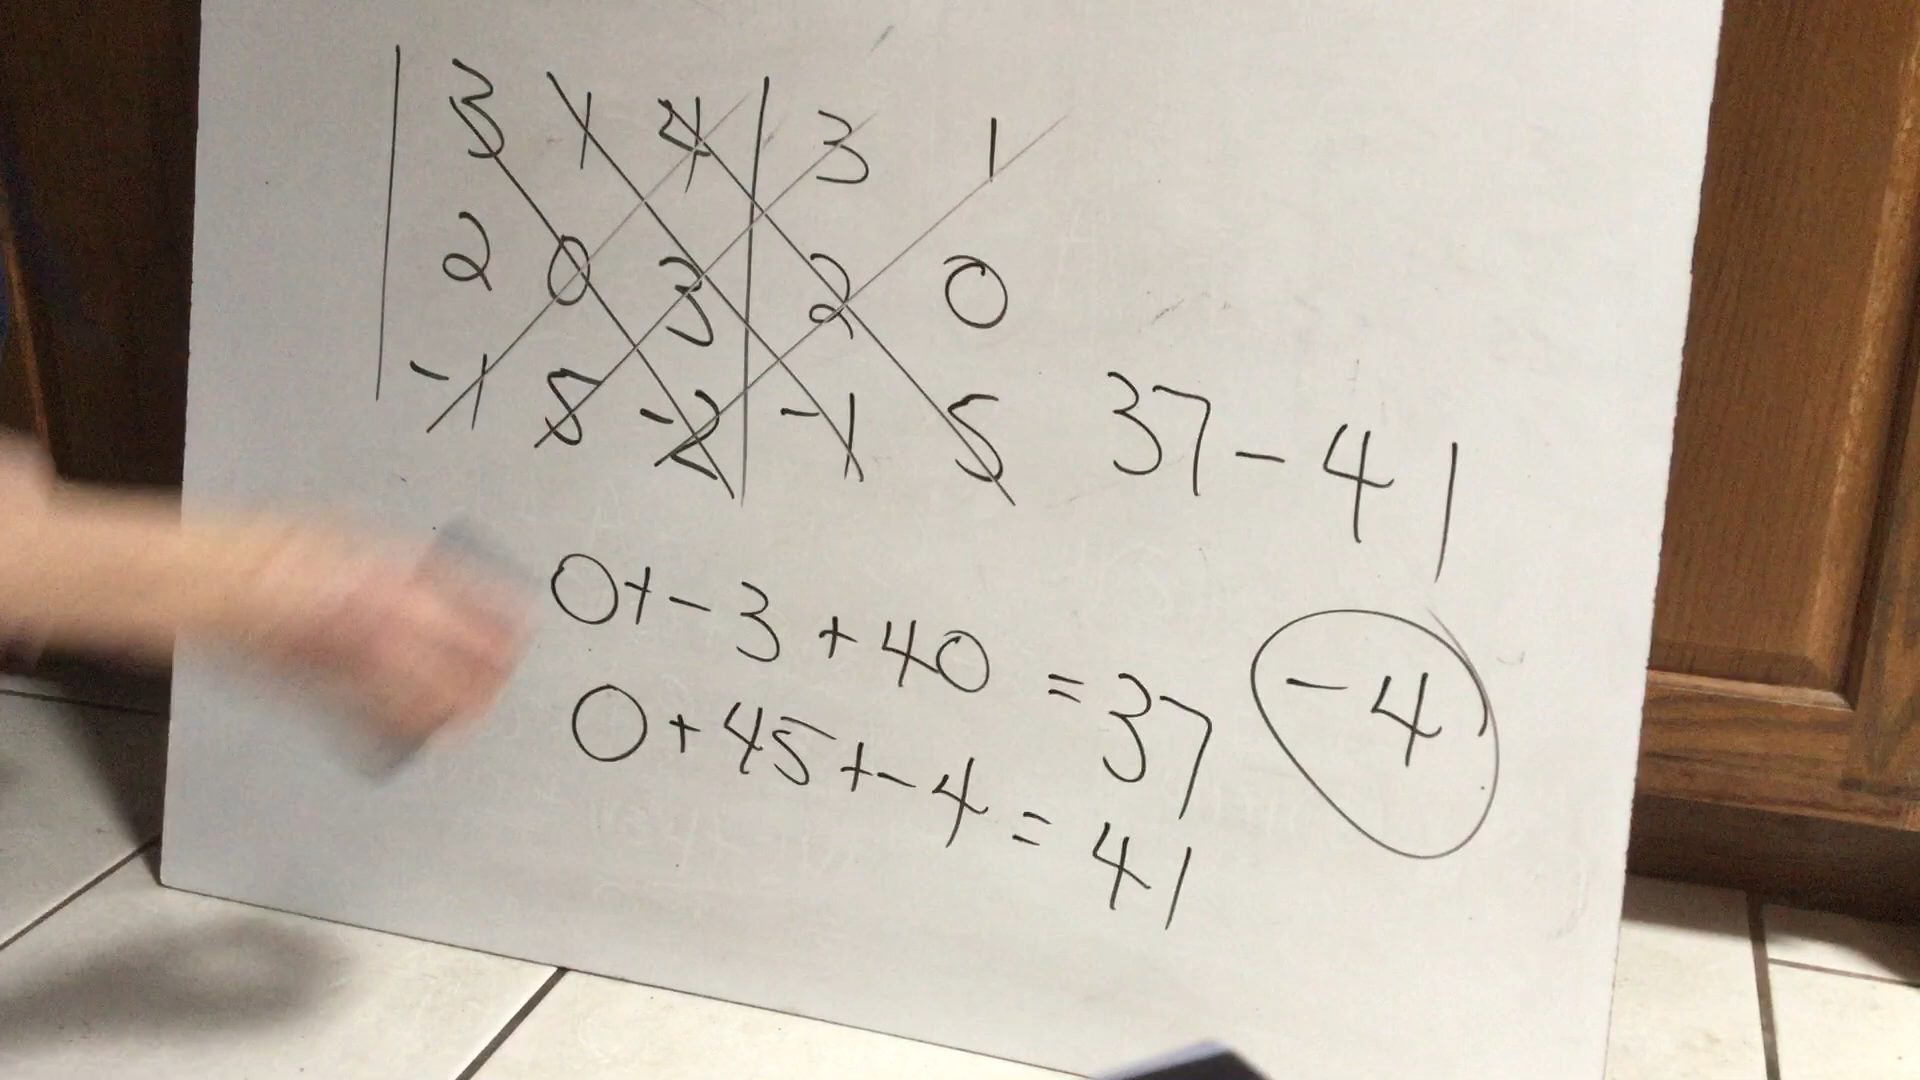 | 3 1 4 | 3 1
2 0 3 2 0
-1 5 -2 -1 5
37 - 41
0 + - 3 + 40 = 37
0 + 45 + - 4 = 41
-4